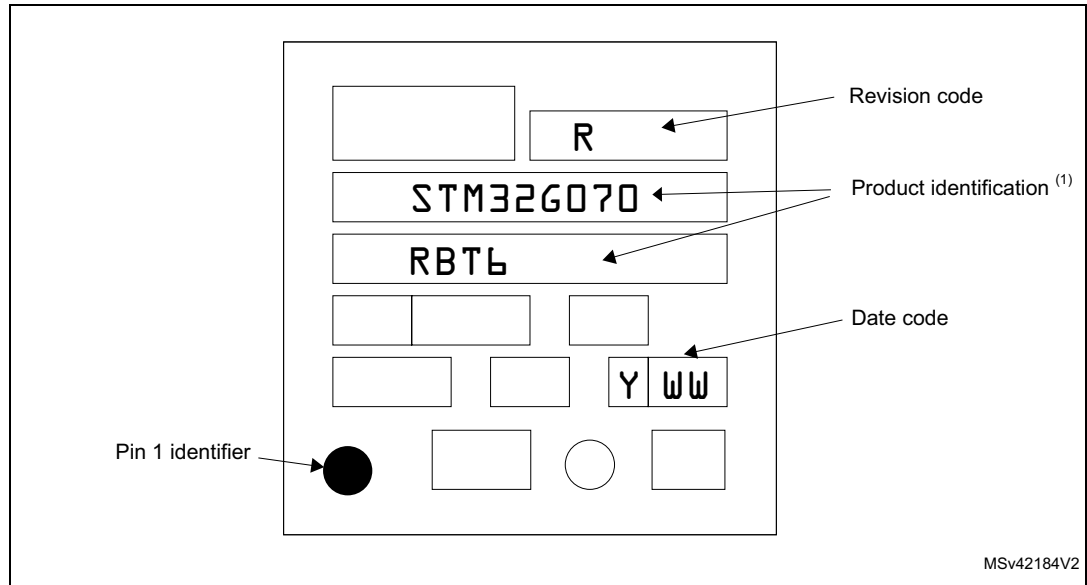 Revision code
R
STM32G070
Product identification (1)
RBT6
Date code
Y WW
Pin 1 identifier
MSv42184V2